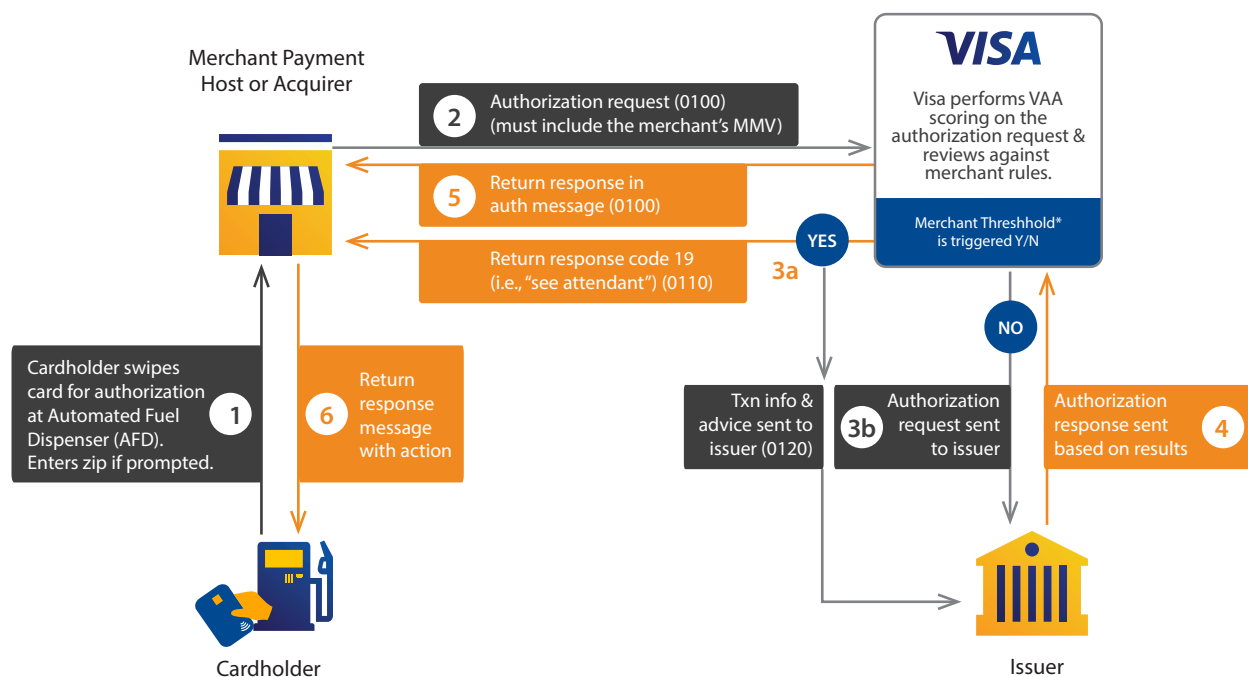 Merchant Payment
Host or Acquirer
VISA
Visa performs VAA
scoring on the
authorization request &
reviews against
merchant rules.
Merchant Threshhold*
is triggered Y/N
2
Authorization request (0100)
(must include the merchant's MMV)
5
Return response in
auth message (0100)
YES
3a
Return response code 19
(i.e., "see attendant") (0110)
NO
Cardholder swipes
card for authorization
at Automated Fuel
Dispenser (AFD).
Enters zip if prompted.
1
6
Return
response
message
with action
Txn info &
advice sent to
issuer (0120)
3b
Authorization
request sent
to issuer
Authorization
response sent
based on results
4
Cardholder
Issuer